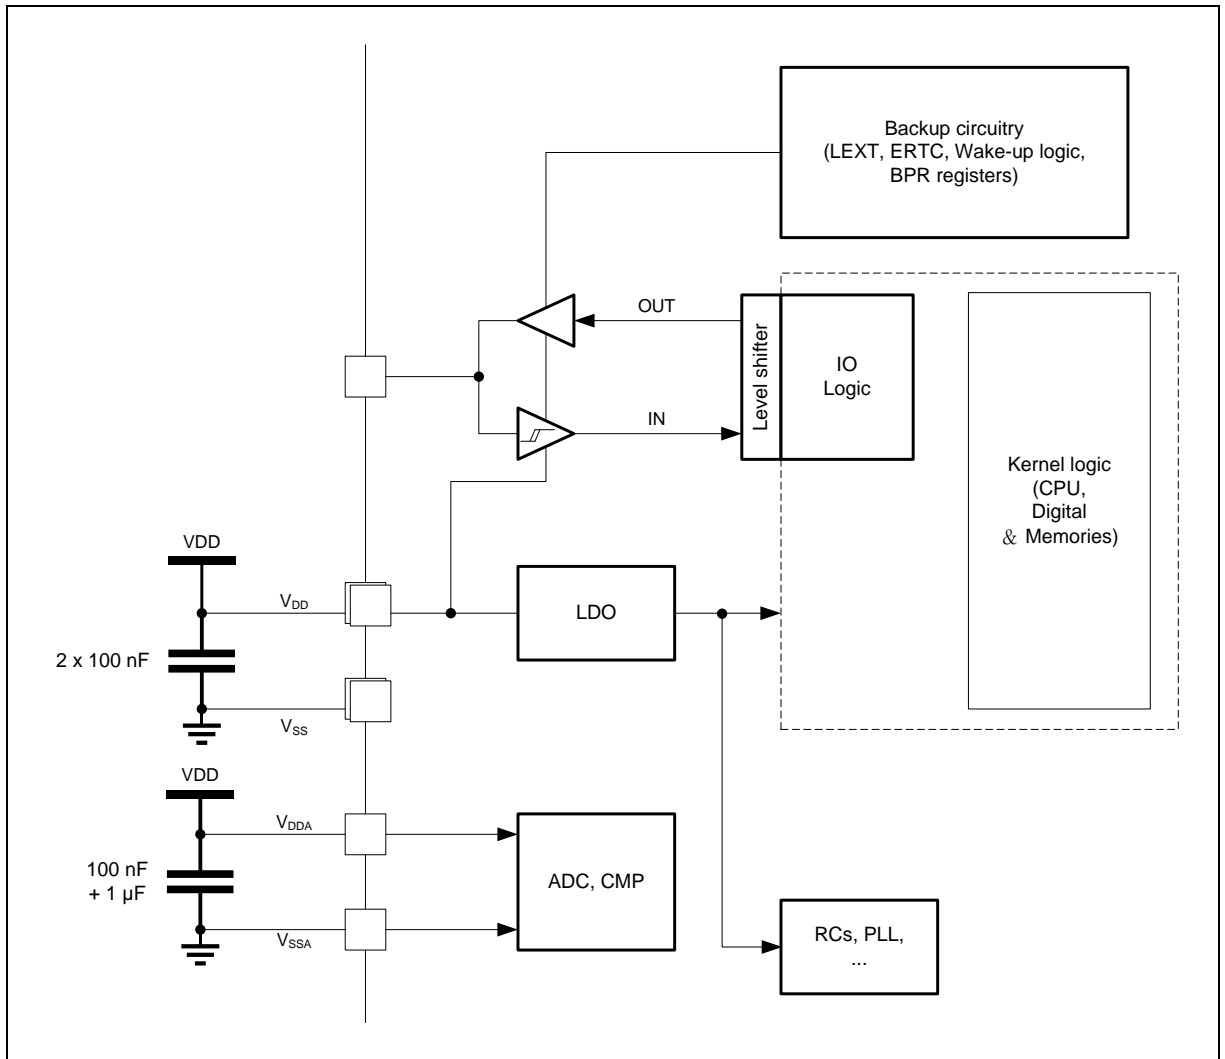 Backup circuitry
(LEXT, ERTC, Wake-up logic,
BPR registers)
OUT
Level shifter
IO
Logic
IN
Kernel logic
(CPU,
Digital
& Memories)
VDD
VDD
LDO
2 x 100 nF
VSS
VDD
VDDA
100 nF
+ 1 µF
ADC, CMP
VSSA
RCs, PLL,
...